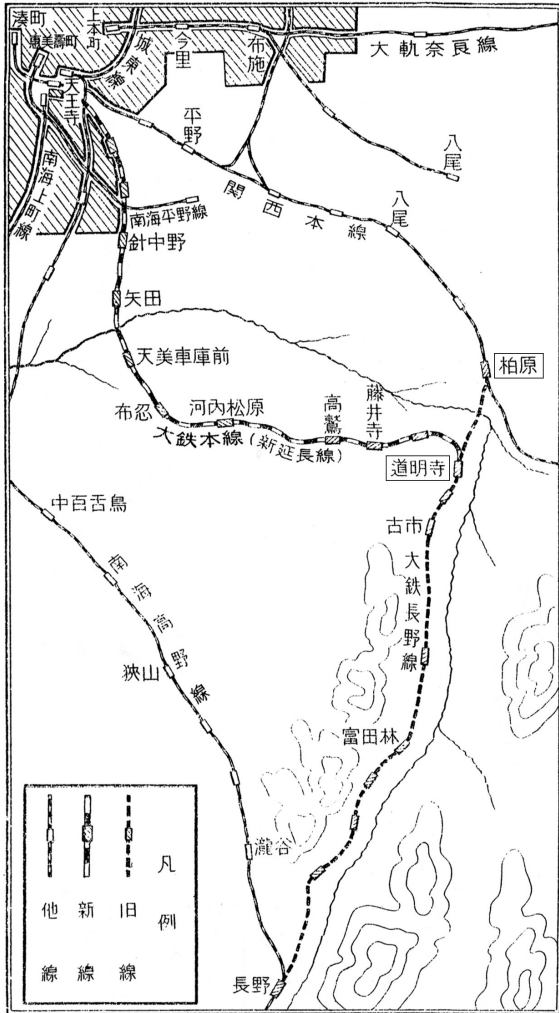 湊町
恵美須町
上本町
城東線
今里
布施
大軌奈良線
天王寺
平野
八尾
南海上町線
南海平野線
関西本線
八尾
針中野
矢田
天美車庫前
柏原
布忍
河内松原
高鷲
藤井寺
大鉄本線(新延長線)
道明寺
中百舌鳥
古市
南海高野線
大鉄長野線
狭山
富田林
瀧谷
長野
凡例
旧線
新線
他線